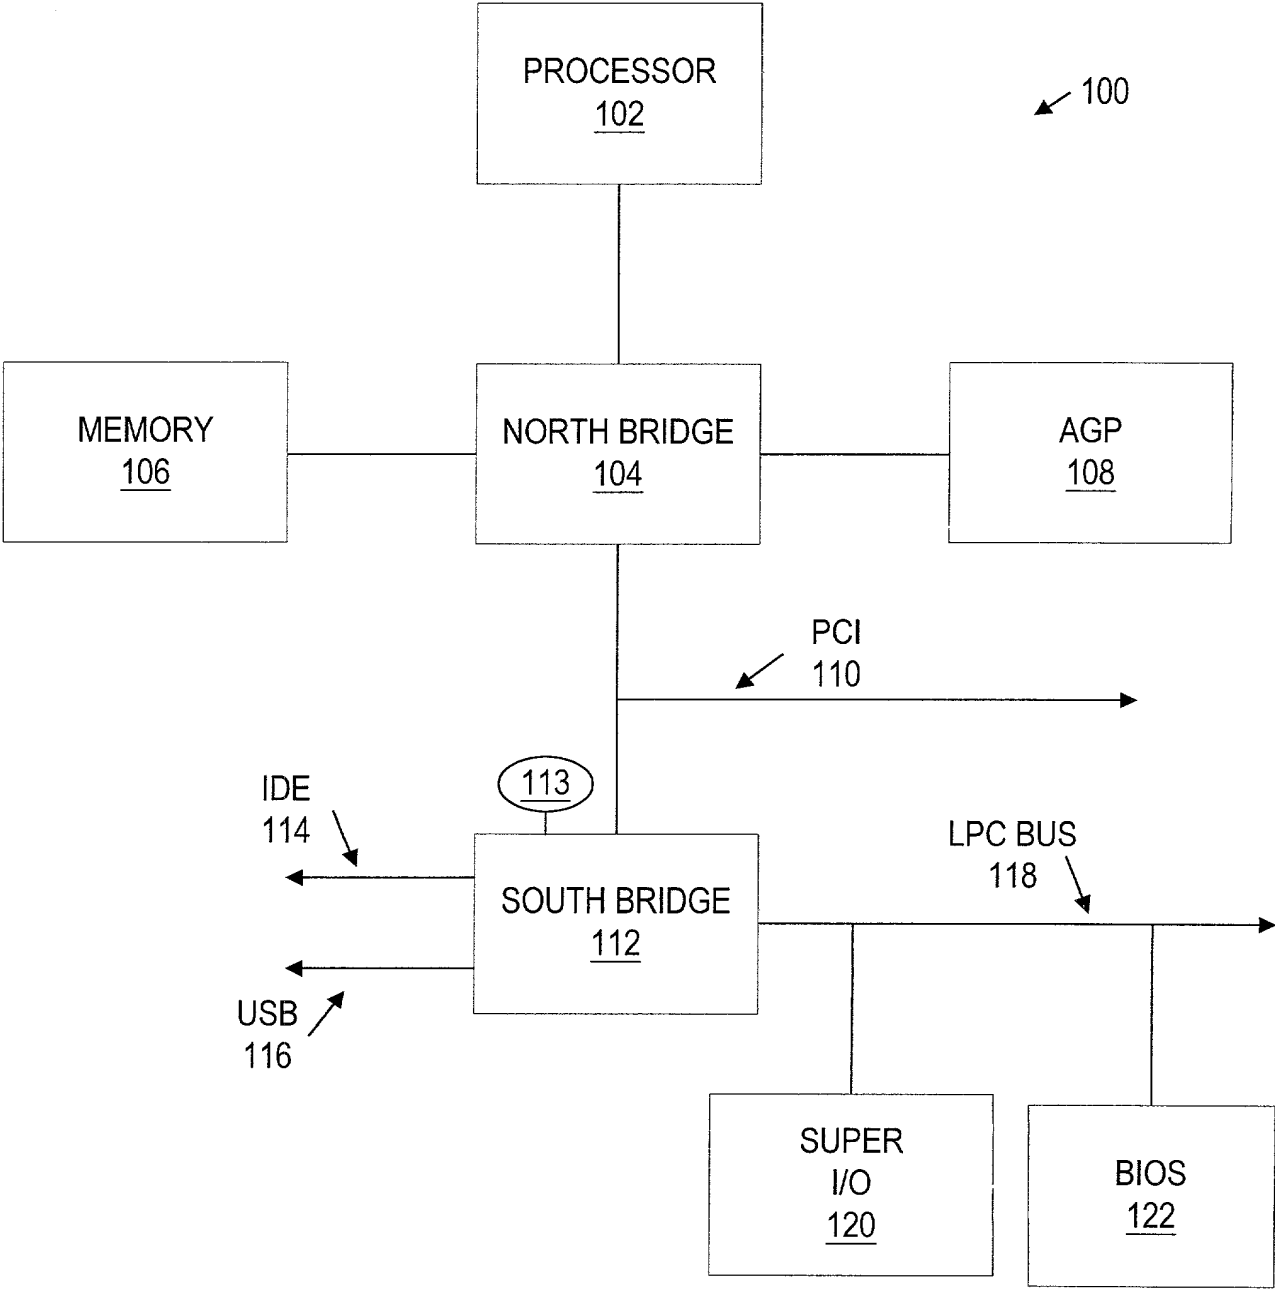 PROCESSOR
102
100
MEMORY
106
NORTH BRIDGE
104
AGP
108
PCI
110
113
IDE
114
LPC BUS
118
SOUTH BRIDGE
112
USB
116
SUPER
I/O
120
BIOS
122